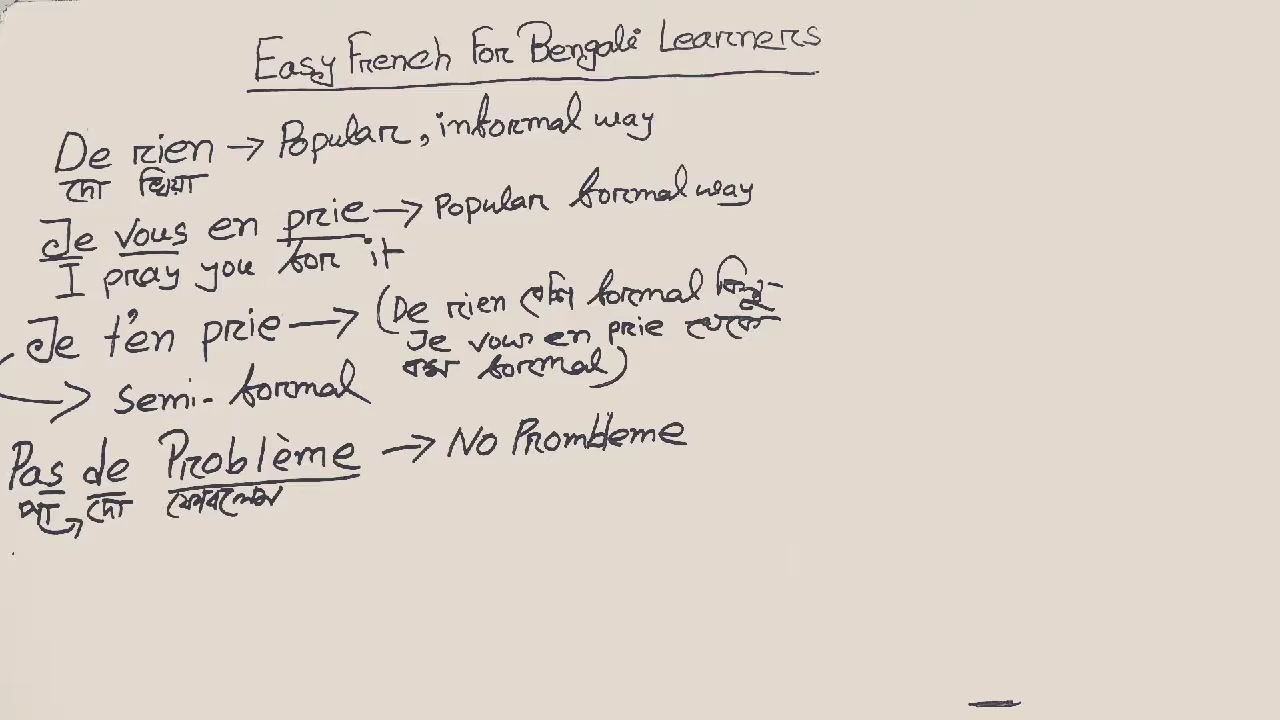 Easy French For Bengali Learners
De rien → Popular, informal way
দো খ্রিয়া
Je vous en prie → Popular formal way
I pray you for it
Je t'en prie → (De rien বেশি formal কিন্তু-
Je vous en prie থেকে
কম formal)
→ semi-formal
Pas de Problème → No Prombleme
পা দো প্রোবলেম